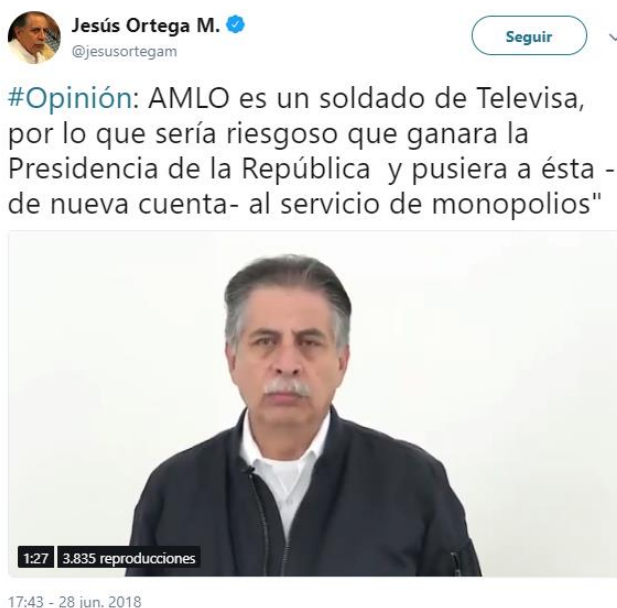 Jesús Ortega M.
@jesusortegam
Seguir
#Opinión: AMLO es un soldado de Televisa,
por lo que sería riesgoso que ganara la
Presidencia de la República  y pusiera a ésta -
de nueva cuenta- al servicio de monopolios"
1:27 3.835 reproducciones
17:43 - 28 jun. 2018